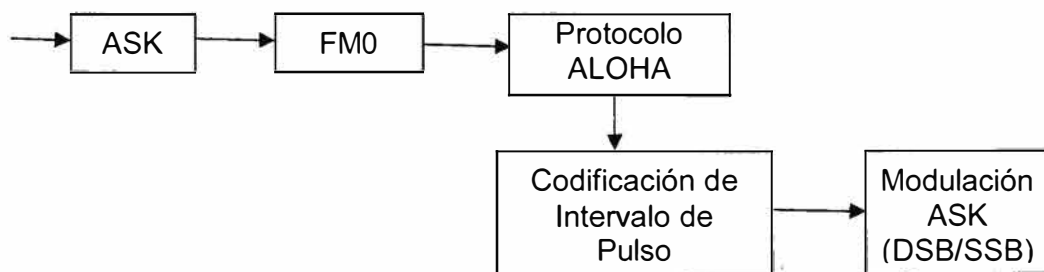 ASK
FM0
Protocolo
ALOHA
Codificación de
Intervalo de
Pulso
Modulación
ASK
(DSB/SSB)